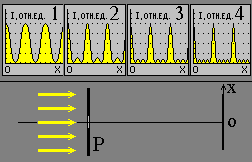 I, отн.ед. 1
0 X
I, отн.ед. 2
0 X
I, отн.ед. 3
0 X
I, отн.ед. 4
0 X
x
o
P